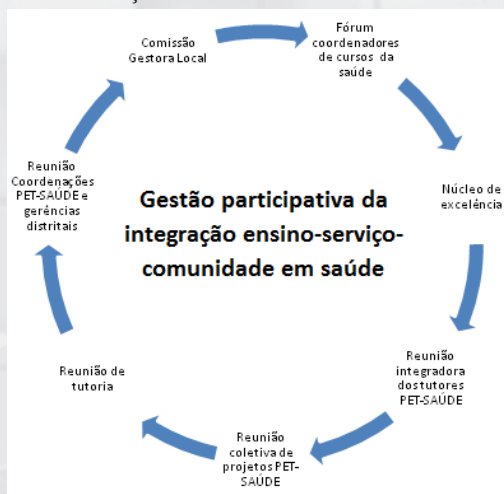 Comissão
Gestora Local
Fórum
coordenadores
de cursos da
saúde
Núcleo de
excelência
Reunião
integradora
dos tutores
PET-SAÚDE
Reunião
coletiva de
projetos PET-
SAÚDE
Reunião de
tutoria
Reunião
Coordenações
PET-SAÚDE e
gerências
distritais
Gestão participativa da
integração ensino-serviço-
comunidade em saúde